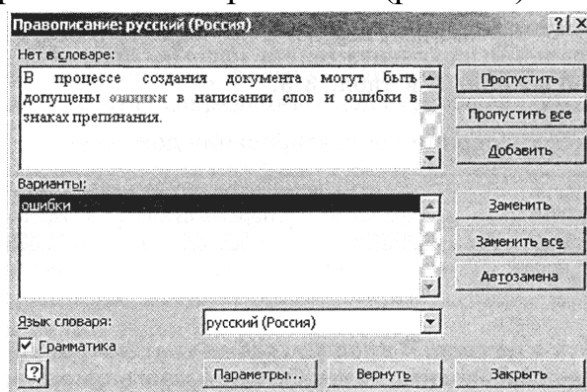 Правописание: русский (Россия)
Нет в словаре:
В процессе создания документа могут быть
допущены ошинки в написании слов и ошибки в
знаках препинания.
Пропустить
Пропустить все
Добавить
Варианты:
ошибки
Заменить
Заменить все
Автозамена
Язык словаря:
русский (Россия)
Грамматика
Параметры...
Вернуть
Закрыть